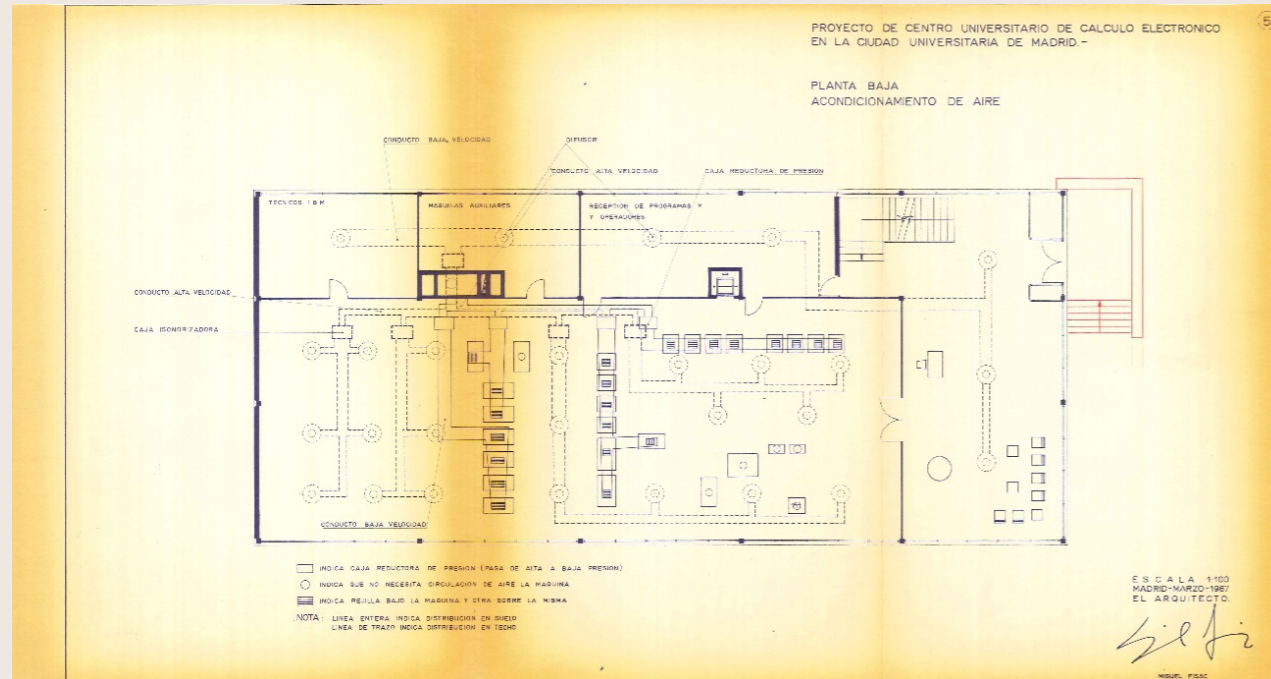 5
PROYECTO DE CENTRO UNIVERSITARIO DE CALCULO ELECTRONICO
EN LA CIUDAD UNIVERSITARIA DE MADRID.-
PLANTA BAJA
ACONDICIONAMIENTO DE AIRE
CONDUCTO BAJA VELOCIDAD
DIFUSOR
CONDUCTO ALTA VELOCIDAD
CAJA REDUCTORA DE PRESION
TECNICOS I B M
MAQUINAS AUXILIARES
RECEPTION DE PROGRAMAS Y
Y OPERADORES
CONDUCTO ALTA VELOCIDAD
CAJA ISONORIZADORA
CONDUCTO BAJA VELOCIDAD
INDICA CAJA REDUCTORA DE PRESION (PASA DE ALTA A BAJA PRESION)
INDICA QUE NO NECESITA CIRCULACION DE AIRE LA MAQUINA
INDICA REJILLA BAJO LA MAQUINA Y OTRA SOBRE LA MISMA
NOTA: LINEA ENTERA INDICA DISTRIBUCION EN SUELO
LINEA DE TRAZO INDICA DISTRIBUCION EN TECHO
ESCALA 1:100
MADRID-MARZO-1967
EL ARQUITECTO.
MIGUEL FISAC